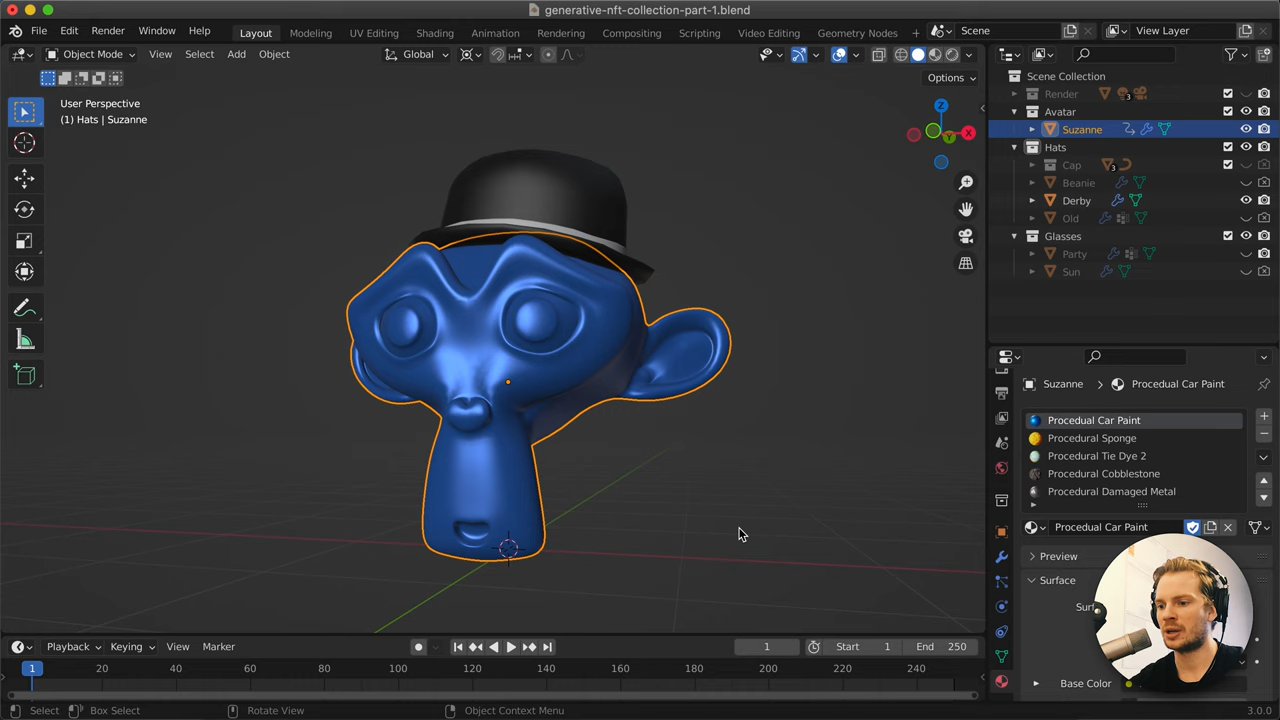 generative-nft-collection-part-1.blend
File Edit Render Window Help Layout Modeling UV Editing Shading Animation Rendering Compositing Scripting Video Editing Geometry Nodes + Scene View Layer
Object Mode View Select Add Object Global
Options
User Perspective
(1) Hats | Suzanne
X
Z
Y
Scene Collection
Render 3
Avatar
Suzanne
Hats
Cap 3
Beanie
Derby
Old
Glasses
Party
Sun
Suzanne > Procedual Car Paint
Procedual Car Paint
Procedural Sponge
Procedural Tie Dye 2
Procedural Cobblestone
Procedural Damaged Metal
Procedual Car Paint
Preview
Surface
Base Color
Playback Keying View Marker 1 Start 1 End 250
1 20 40 60 80 100 120 140 160 180 200 220 240
Select Box Select Rotate View Object Context Menu 3.0.0